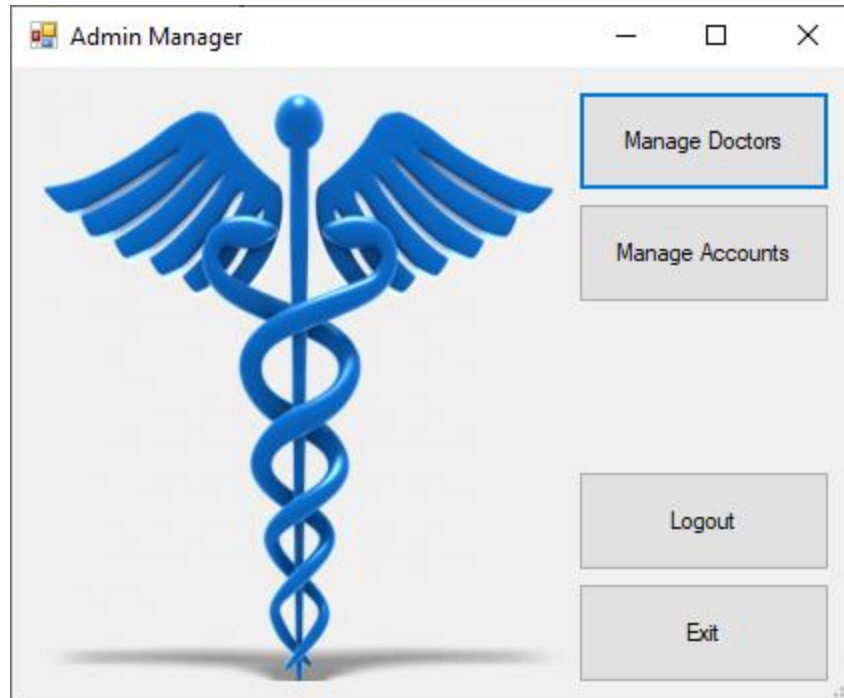 Admin Manager
Manage Doctors
Manage Accounts
Logout
Exit